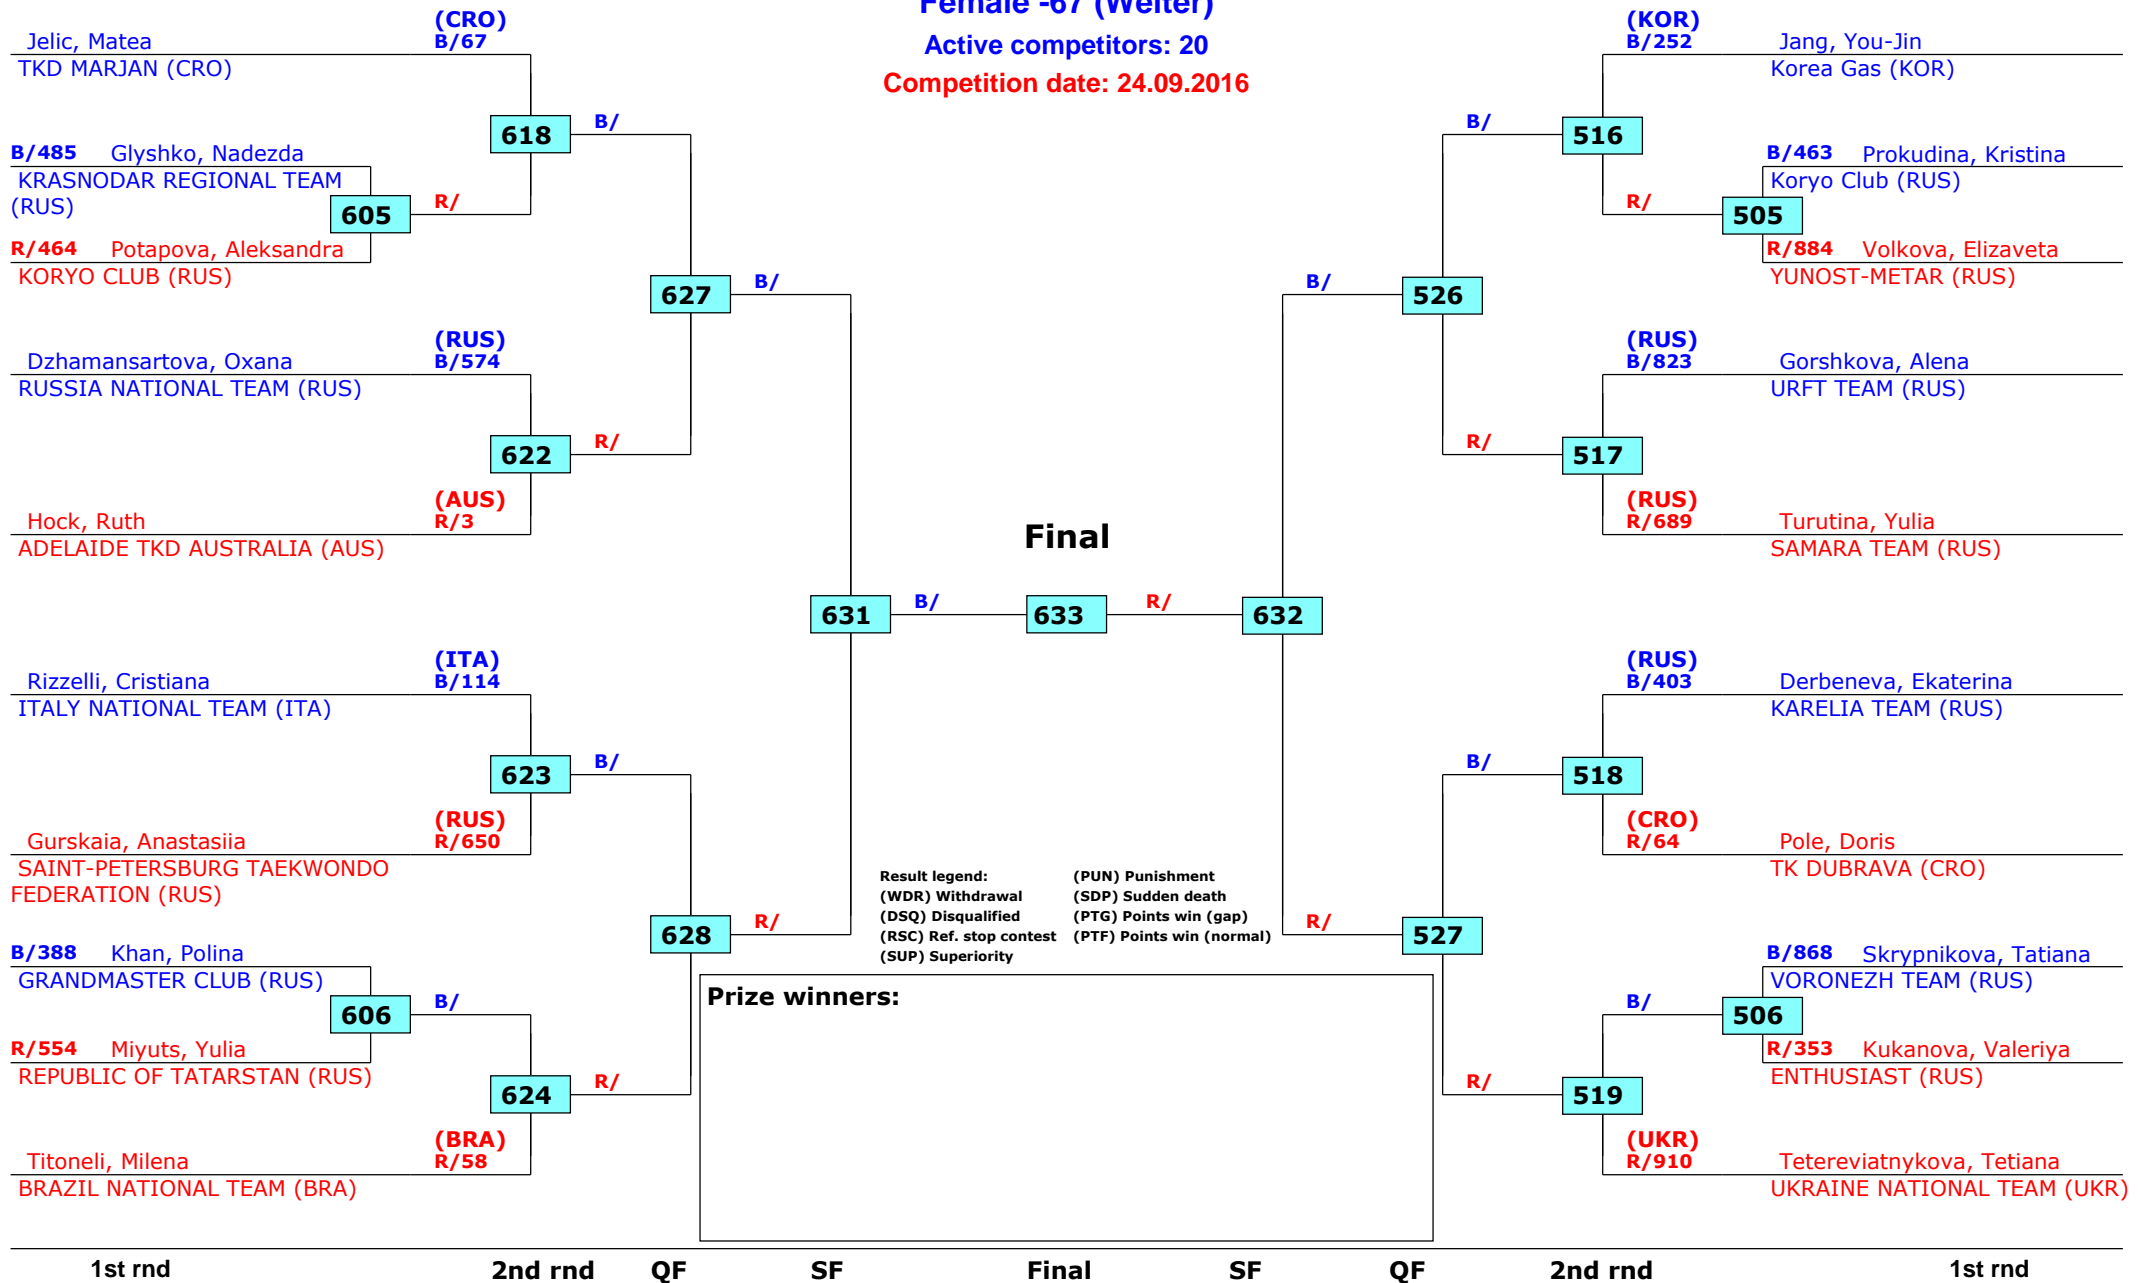 Female -67 (Welter)
Active competitors: 20
Competition date: 24.09.2016
Jelic, Matea
TKD MARJAN (CRO)
(CRO)
B/67
618
B/
B/485 Glyshko, Nadezda
KRASNODAR REGIONAL TEAM
(RUS)
605
R/
R/464 Potapova, Aleksandra
KORYO CLUB (RUS)
627
B/
Dzhamansartova, Oxana
RUSSIA NATIONAL TEAM (RUS)
(RUS)
B/574
622
R/
Hock, Ruth
ADELAIDE TKD AUSTRALIA (AUS)
(AUS)
R/3
631
B/
Rizzelli, Cristiana
ITALY NATIONAL TEAM (ITA)
(ITA)
B/114
623
B/
Gurskaia, Anastasiia
SAINT-PETERSBURG TAEKWONDO
FEDERATION (RUS)
(RUS)
R/650
628
R/
B/388 Khan, Polina
GRANDMASTER CLUB (RUS)
606
B/
R/554 Miyuts, Yulia
REPUBLIC OF TATARSTAN (RUS)
624
R/
Titoneli, Milena
BRAZIL NATIONAL TEAM (BRA)
(BRA)
R/58
Final
633
R/
632
(KOR)
B/252
Jang, You-Jin
Korea Gas (KOR)
B/
516
B/463 Prokudina, Kristina
Koryo Club (RUS)
R/
505
R/884 Volkova, Elizaveta
YUNOST-METAR (RUS)
B/
526
(RUS)
B/823
Gorshkova, Alena
URFT TEAM (RUS)
R/
517
(RUS)
R/689
Turutina, Yulia
SAMARA TEAM (RUS)
(RUS)
B/403
Derbeneva, Ekaterina
KARELIA TEAM (RUS)
B/
518
(CRO)
R/64
Pole, Doris
TK DUBRAVA (CRO)
R/
527
B/868 Skrypnikova, Tatiana
VORONEZH TEAM (RUS)
B/
506
R/353 Kukanova, Valeriya
ENTHUSIAST (RUS)
R/
519
(UKR)
R/910
Tetereviatnykova, Tetiana
UKRAINE NATIONAL TEAM (UKR)
Result legend: (PUN) Punishment
(WDR) Withdrawal (SDP) Sudden death
(DSQ) Disqualified (PTG) Points win (gap)
(RSC) Ref. stop contest (PTF) Points win (normal)
(SUP) Superiority
Prize winners:
1st rnd 2nd rnd QF SF Final SF QF 2nd rnd 1st rnd